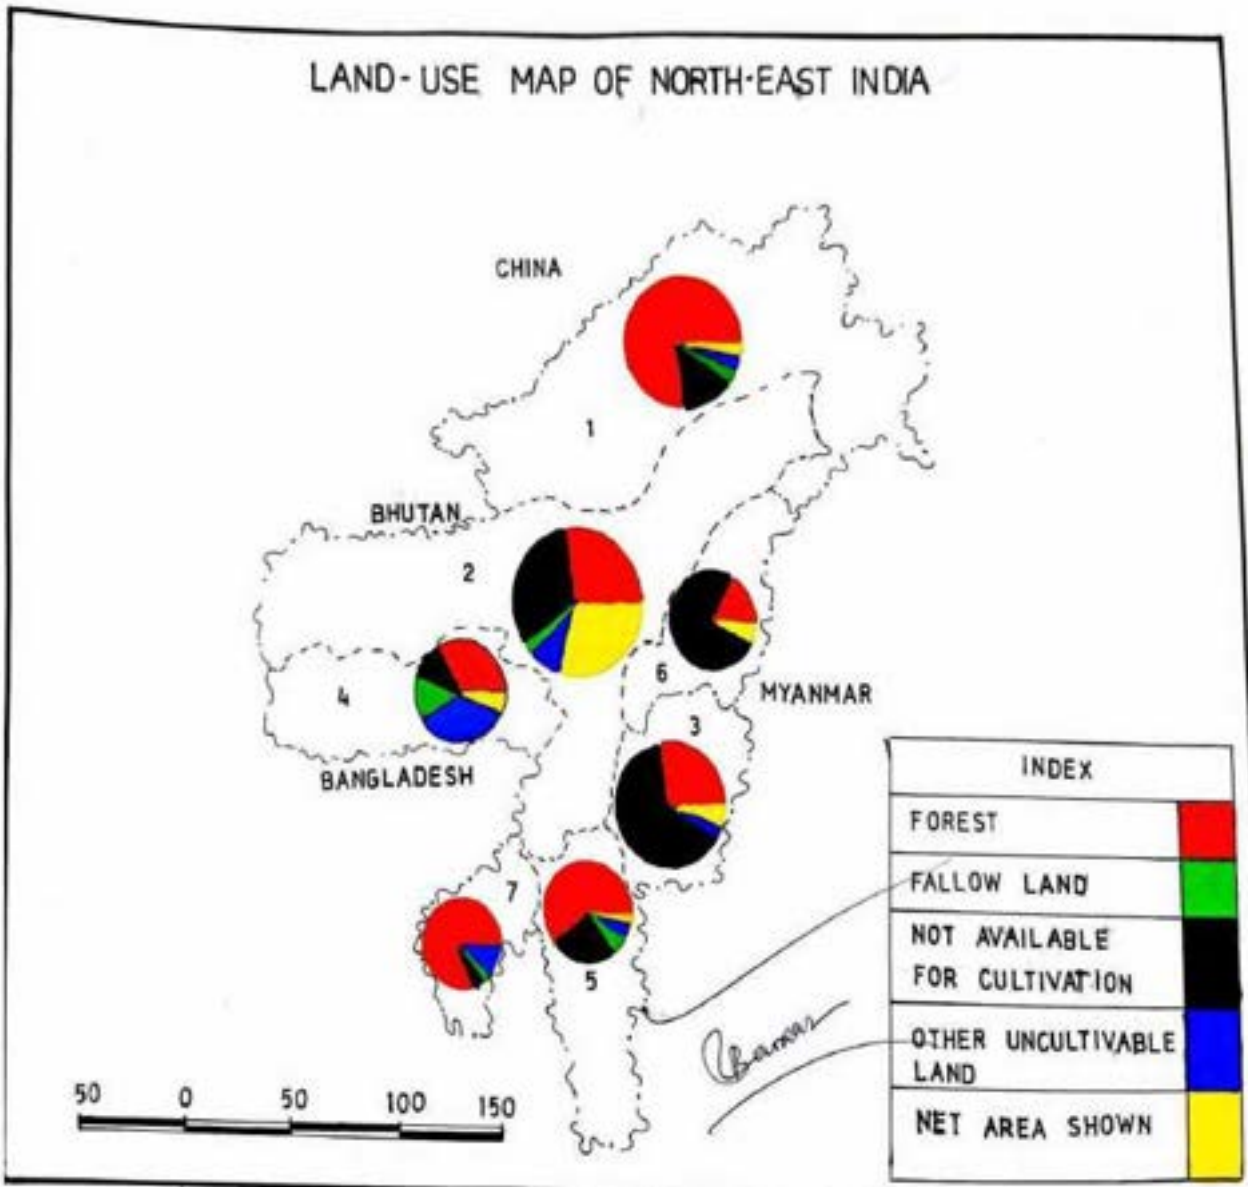 LAND-USE MAP OF NORTH-EAST INDIA
CHINA
1
BHUTAN
2
6
MYANMAR
4
3
BANGLADESH
7
5
INDEX
FOREST
FALLOW LAND
NOT AVAILABLE
FOR CULTIVATION
OTHER UNCULTIVABLE
LAND
NET AREA SHOWN
50 0 50 100 150